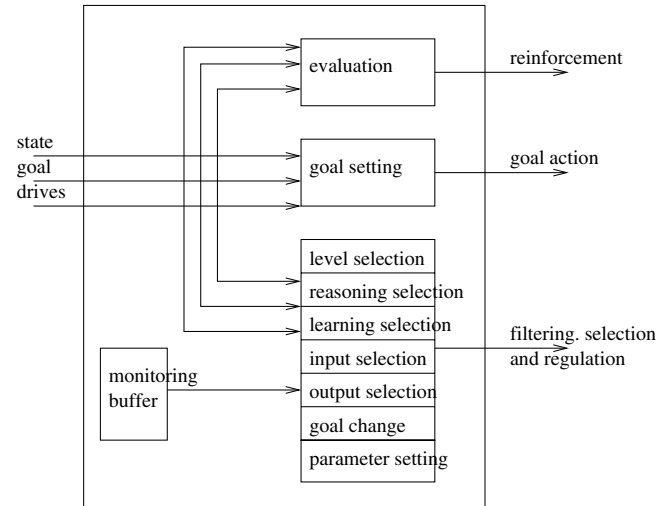 evaluation
reinforcement
state
goal
drives
goal setting
goal action
level selection
reasoning selection
learning selection
input selection
output selection
goal change
parameter setting
filtering. selection
and regulation
monitoring
buffer